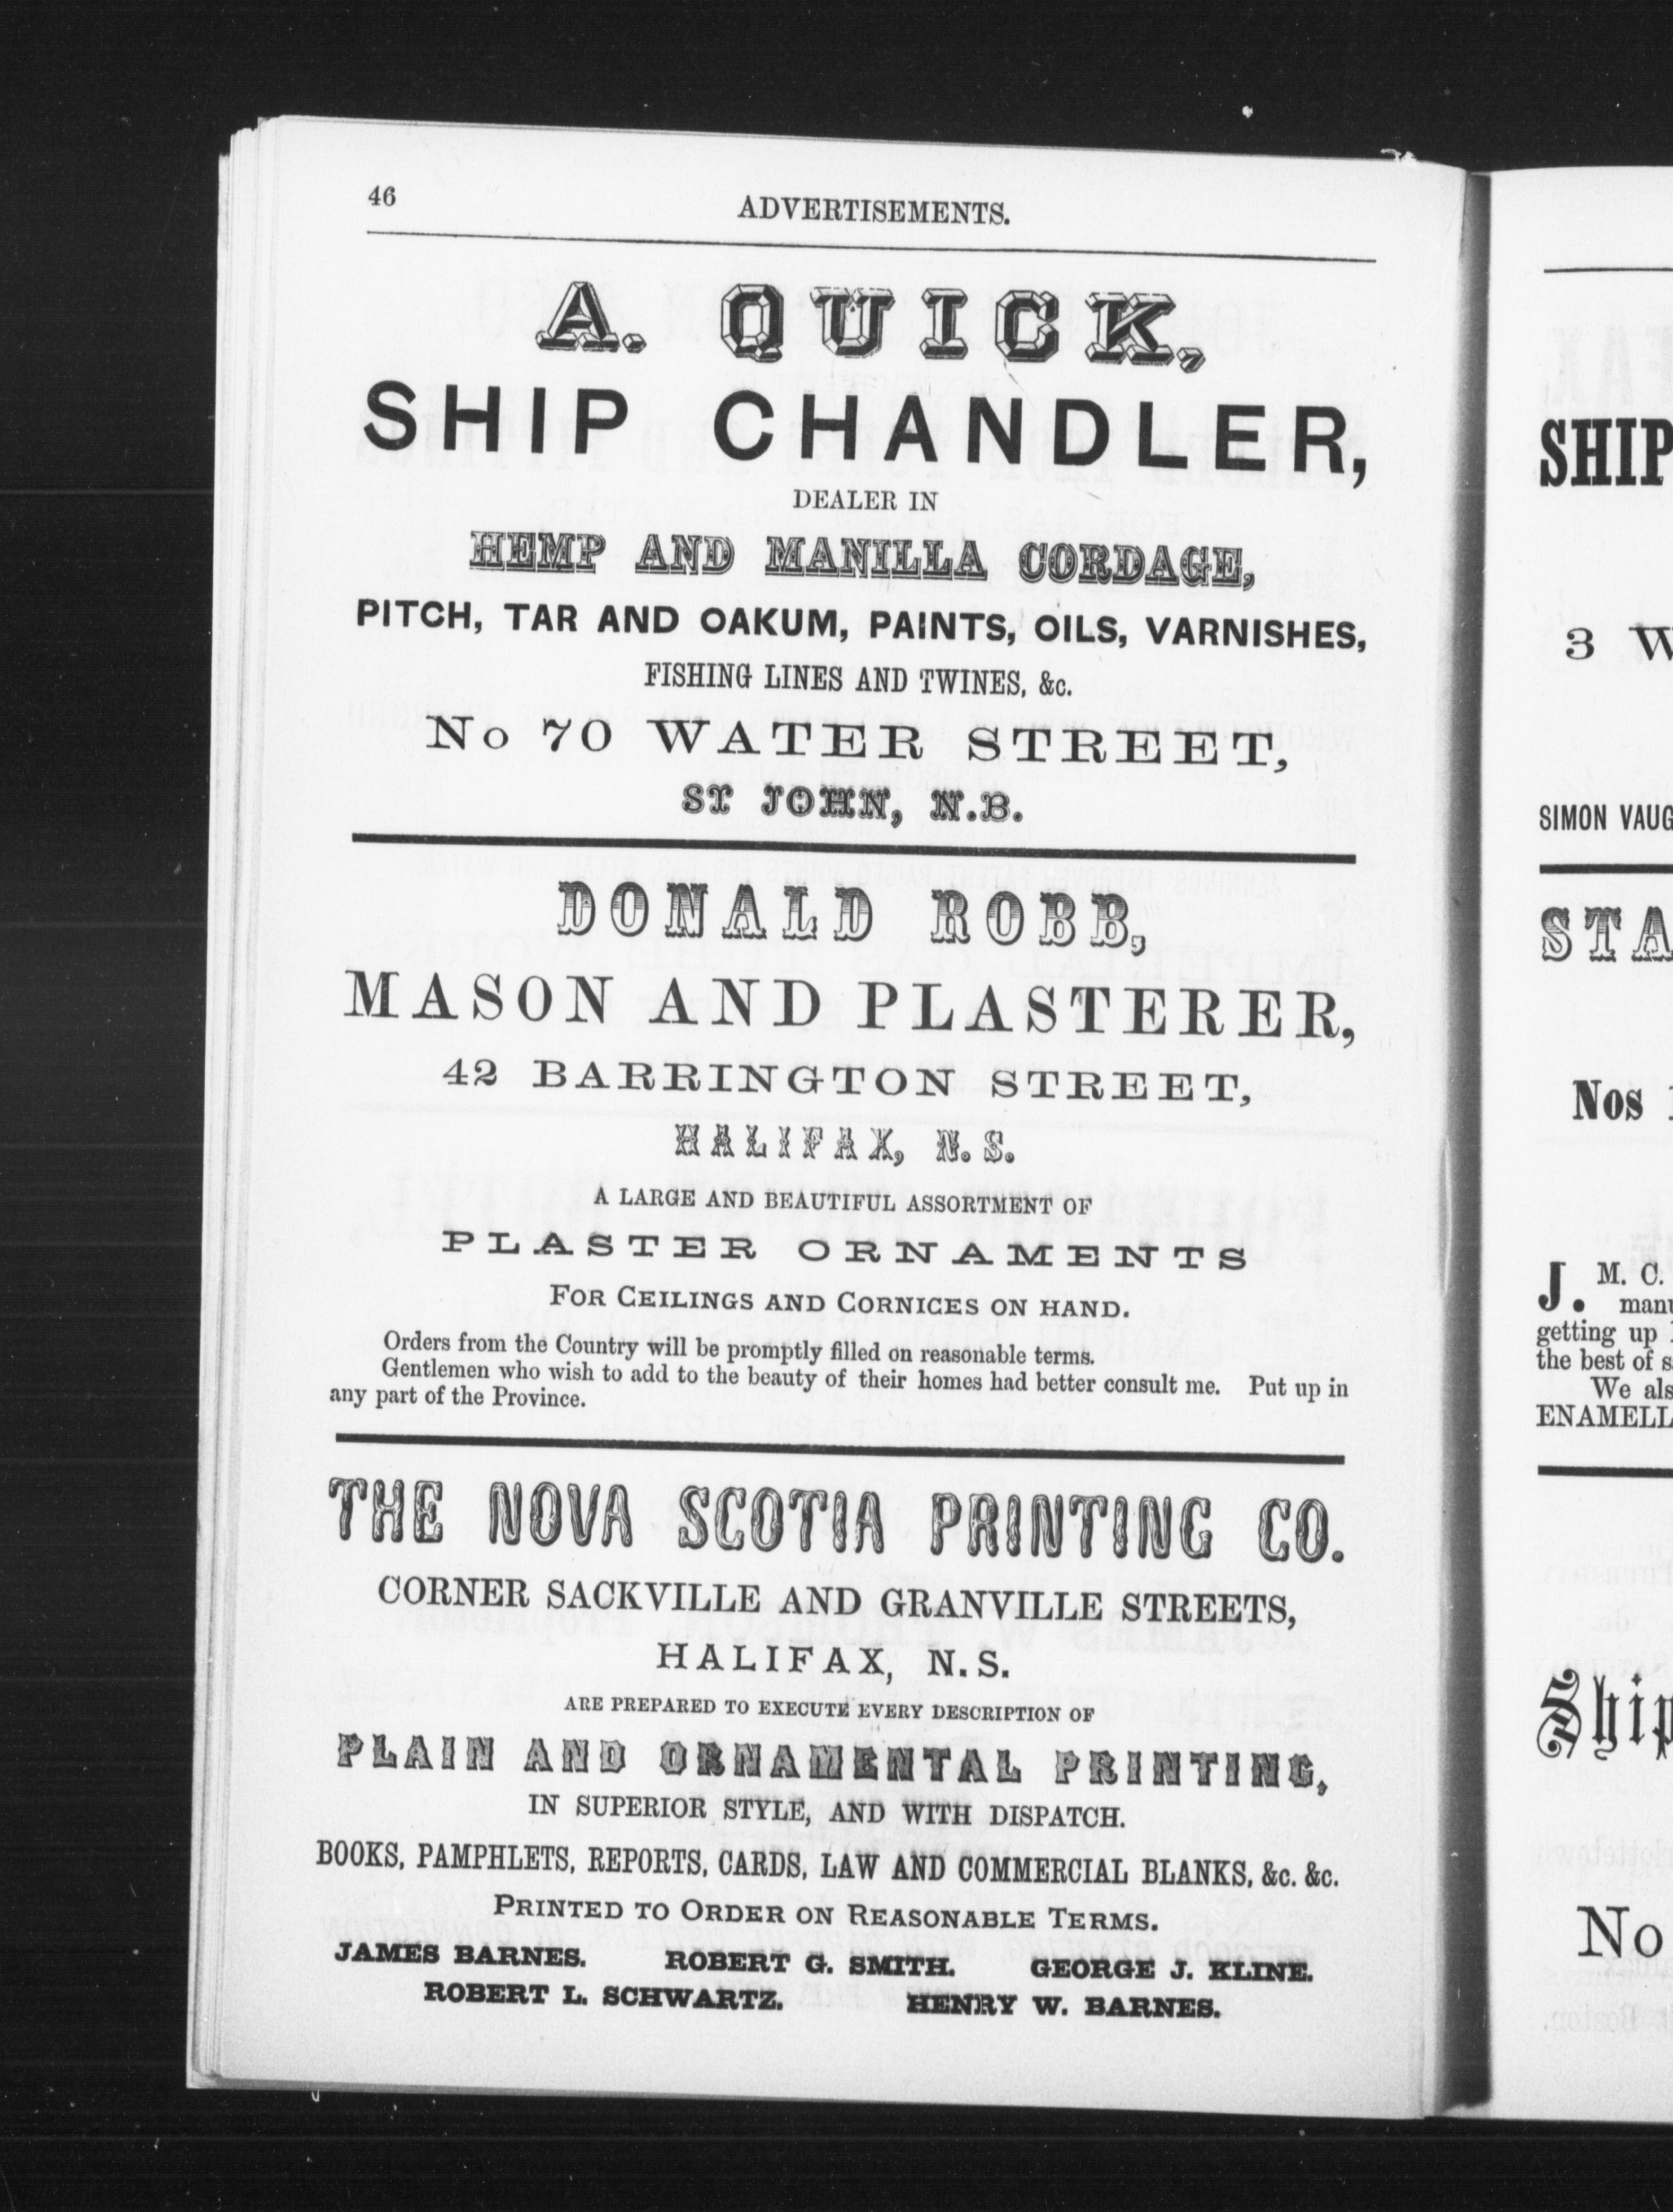 46
ADVERTISEMENTS.
A. QUICK,
SHIP CHANDLER,
DEALER IN
HEMP AND MANILLA CORDAGE,
PITCH, TAR AND OAKUM, PAINTS, OILS, VARNISHES,
FISHING LINES AND TWINES, &c.
No 70 WATER STREET,
ST JOHN, N.B.
DONALD ROBB,
MASON AND PLASTERER,
42 BARRINGTON STREET,
HALIFAX, N. S.
A LARGE AND BEAUTIFUL ASSORTMENT OF
PLASTER ORNAMENTS
FOR CEILINGS AND CORNICES ON HAND.
Orders from the Country will be promptly filled on reasonable terms.
Gentlemen who wish to add to the beauty of their homes had better consult me. Put up in
any part of the Province.
THE NOVA SCOTIA PRINTING CO.
CORNER SACKVILLE AND GRANVILLE STREETS,
HALIFAX, N. S.
ARE PREPARED TO EXECUTE EVERY DESCRIPTION OF
PLAIN AND ORNAMENTAL PRINTING,
IN SUPERIOR STYLE, AND WITH DISPATCH.
BOOKS, PAMPHLETS, REPORTS, CARDS, LAW AND COMMERCIAL BLANKS, &c. &c.
PRINTED TO ORDER ON REASONABLE TERMS.
JAMES BARNES. ROBERT G. SMITH. GEORGE J. KLINE.
ROBERT L. SCHWARTZ. HENRY W. BARNES.
SHIP
3 W
SIMON VAUG
STA
Nos
J. M. C.
manu
getting up
the best of s
We als
ENAMELL
Ship
No